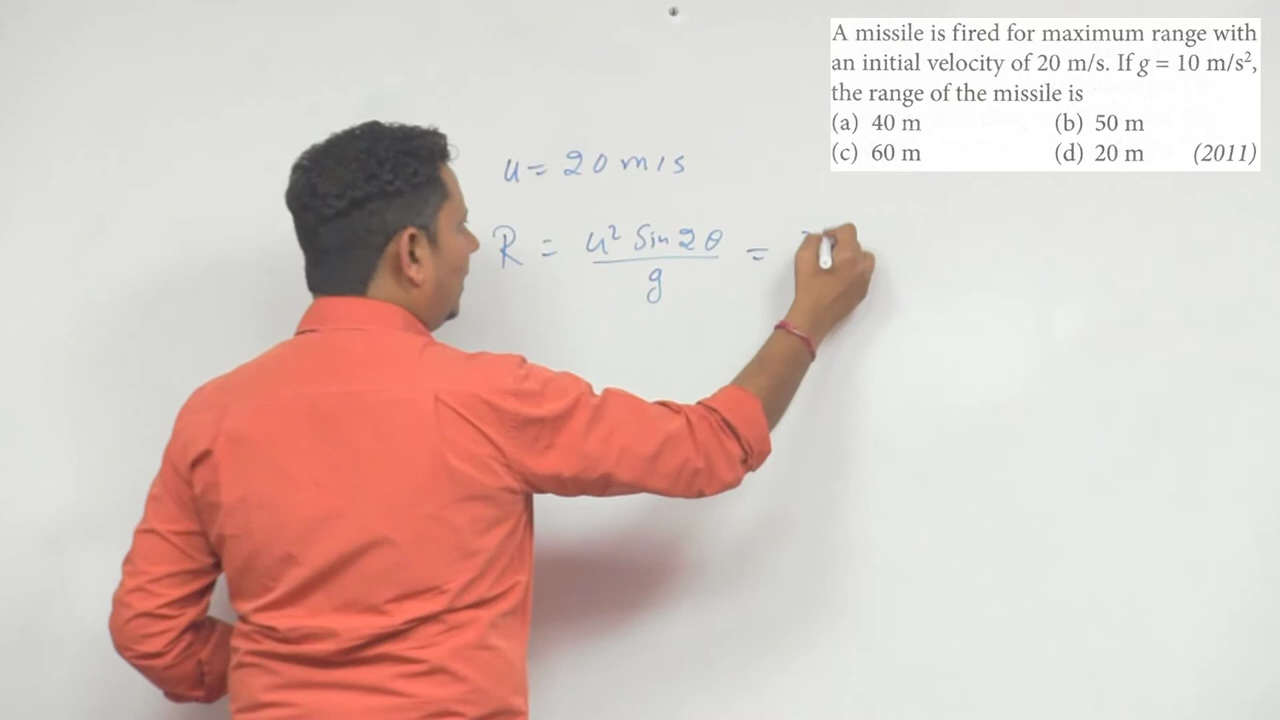 A missile is fired for maximum range with
an initial velocity of 20 m/s. If g = 10 m/s²,
the range of the missile is
(a) 40 m (b) 50 m
(c) 60 m (d) 20 m (2011)
u = 20 m/s
R = u² Sin 2θ / g =